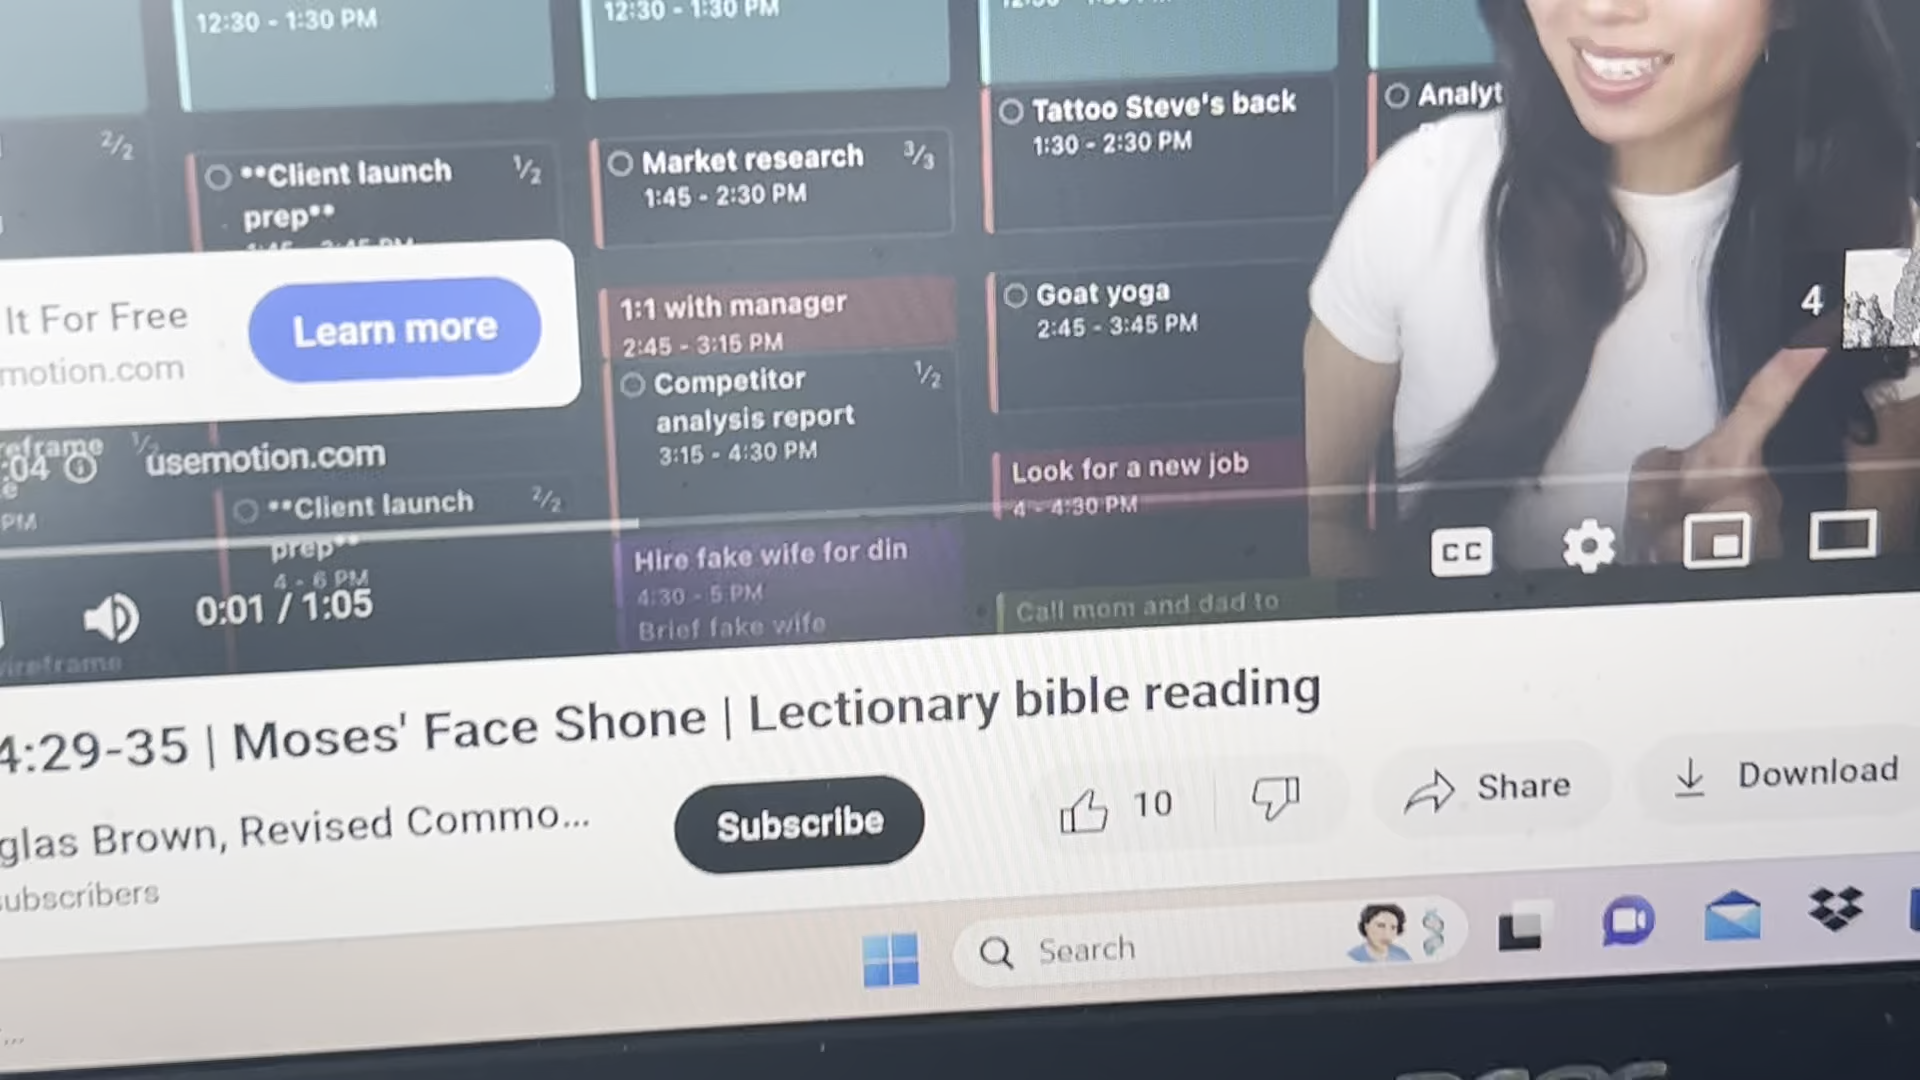 12:30 - 1:30 PM
12:30 - 1:30 PM
2/2
**Client launch 1/2
prep**
Market research 3/3
1:45 - 2:30 PM
Tattoo Steve's back
1:30 - 2:30 PM
Analyt
1:1 with manager
2:45 - 3:15 PM
Competitor 1/2
analysis report
3:15 - 4:30 PM
Goat yoga
2:45 - 3:45 PM
4
It For Free
motion.com
Learn more
reframe
:04
usemotion.com
PM
**Client launch 2/2
prep**
4 - 6 PM
Look for a new job
4 - 4:30 PM
Hire fake wife for din
4:30 - 5 PM
Brief fake wife
Call mom and dad to
CC
0:01 / 1:05
wireframe
4:29-35 | Moses' Face Shone | Lectionary bible reading
glas Brown, Revised Commo...
subscribers
Subscribe
10
Share
Download
Search